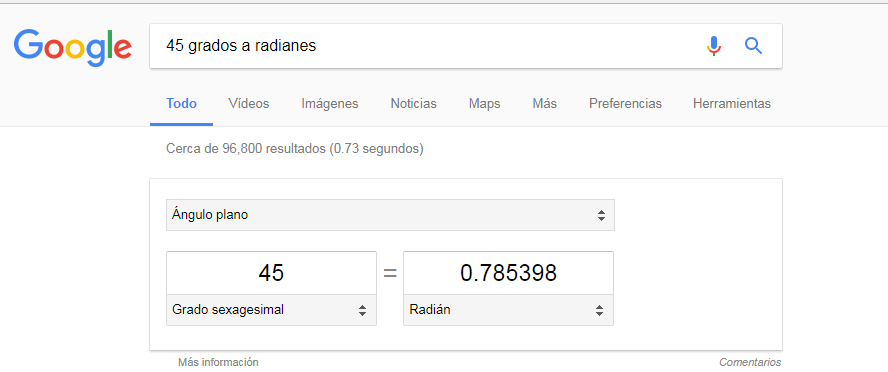 Google 45 grados a radianes
Todo Vídeos Imágenes Noticias Maps Más Preferencias Herramientas
Cerca de 96,800 resultados (0.73 segundos)
Ángulo plano
45 = 0.785398
Grado sexagesimal Radián
Más información Comentarios